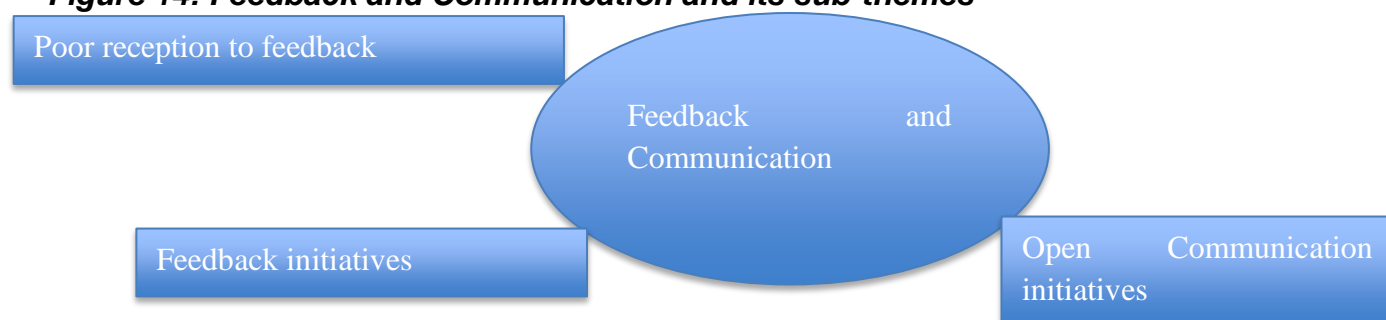 Figure 14: Feedback and Communication and its sub-themes
Poor reception to feedback
Feedback and
Communication
Feedback initiatives
Open Communication
initiatives